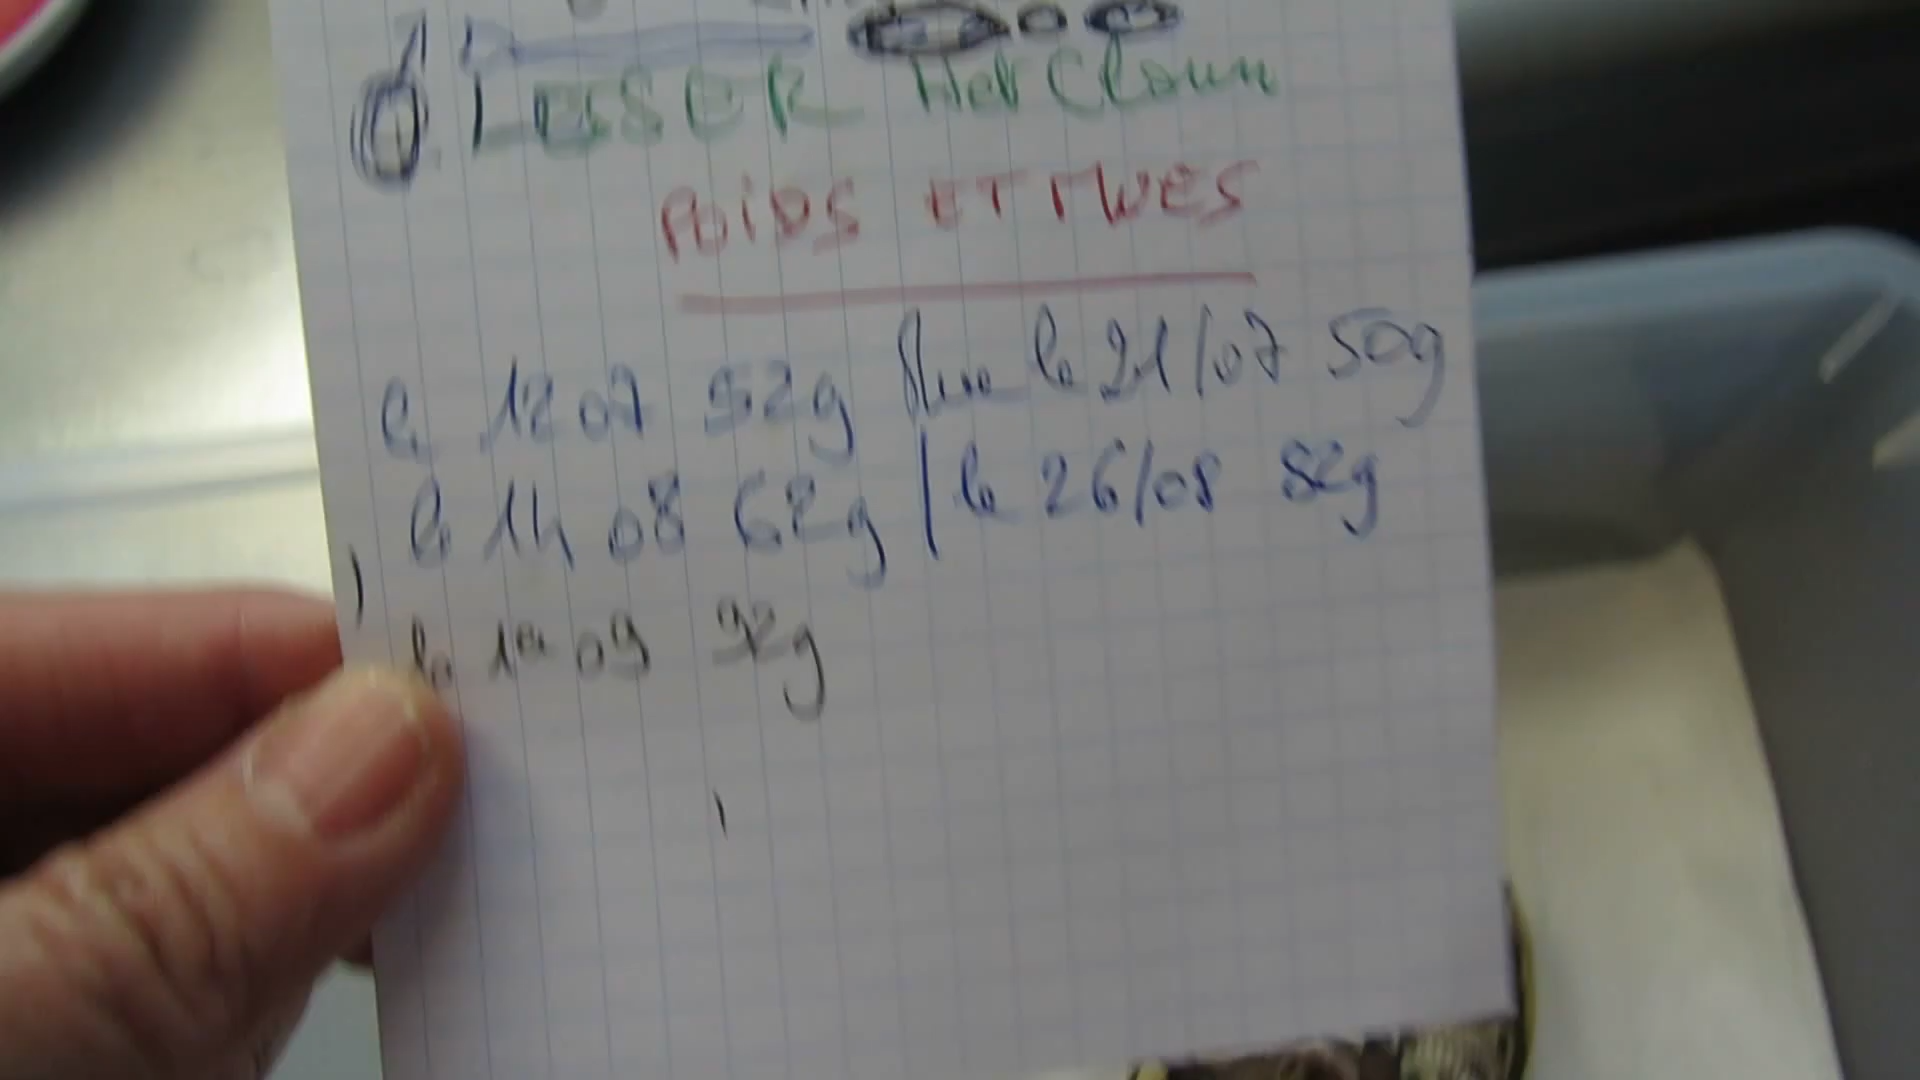 LESSER Het Clown
POIDS ET MUES
le 12 07 52g Mue le 21/07 50g
le 14 08 62g / le 26/08 82g
le 09 92g